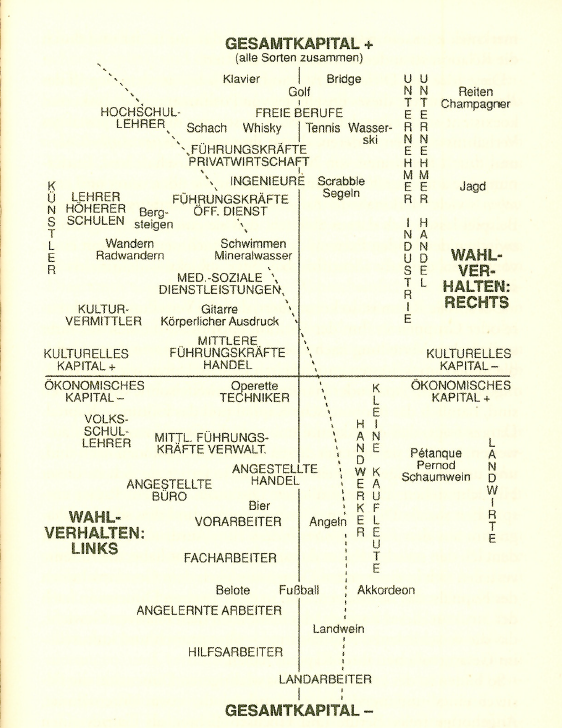 GESAMTKAPITAL +
(alle Sorten zusammen)
Klavier
Bridge
Golf
UNTERNEHMER INDUSTRIE
UNTERNEHMER HANDEL
Reiten
Champagner
HOCHSCHUL-
LEHRER
FREIE BERUFE
Schach
Whisky
Tennis
Wasser-
ski
FÜHRUNGSKRÄFTE
PRIVATWIRTSCHAFT
INGENIEURE
Scrabble
Segeln
Jagd
KÜNSTLER
LEHRER
HÖHERER
SCHULEN
Berg-
steigen
FÜHRUNGSKRÄFTE
ÖFF. DIENST
Wandern
Radwandern
Schwimmen
Mineralwasser
WAHL-
VER-
HALTEN:
RECHTS
MED.-SOZIALE
DIENSTLEISTUNGEN
KULTUR-
VERMITTLER
Gitarre
Körperlicher Ausdruck
MITTLERE
FÜHRUNGSKRÄFTE
HANDEL
KULTURELLES
KAPITAL +
KULTURELLES
KAPITAL –
ÖKONOMISCHES
KAPITAL –
Operette
TECHNIKER
ÖKONOMISCHES
KAPITAL +
VOLKS-
SCHUL-
LEHRER
MITTL. FÜHRUNGS-
KRÄFTE VERWALT.
HANDWERKER
KLEINE KAUFLEUTE
Pétanque
Pernod
Schaumwein
LANDWIRTE
ANGESTELLTE
HANDEL
ANGESTELLTE
BÜRO
Bier
VORARBEITER
Angeln
WAHL-
VERHALTEN:
LINKS
FACHARBEITER
Belote
Fußball
Akkordeon
ANGELERNTE ARBEITER
Landwein
HILFSARBEITER
LANDARBEITER
GESAMTKAPITAL –